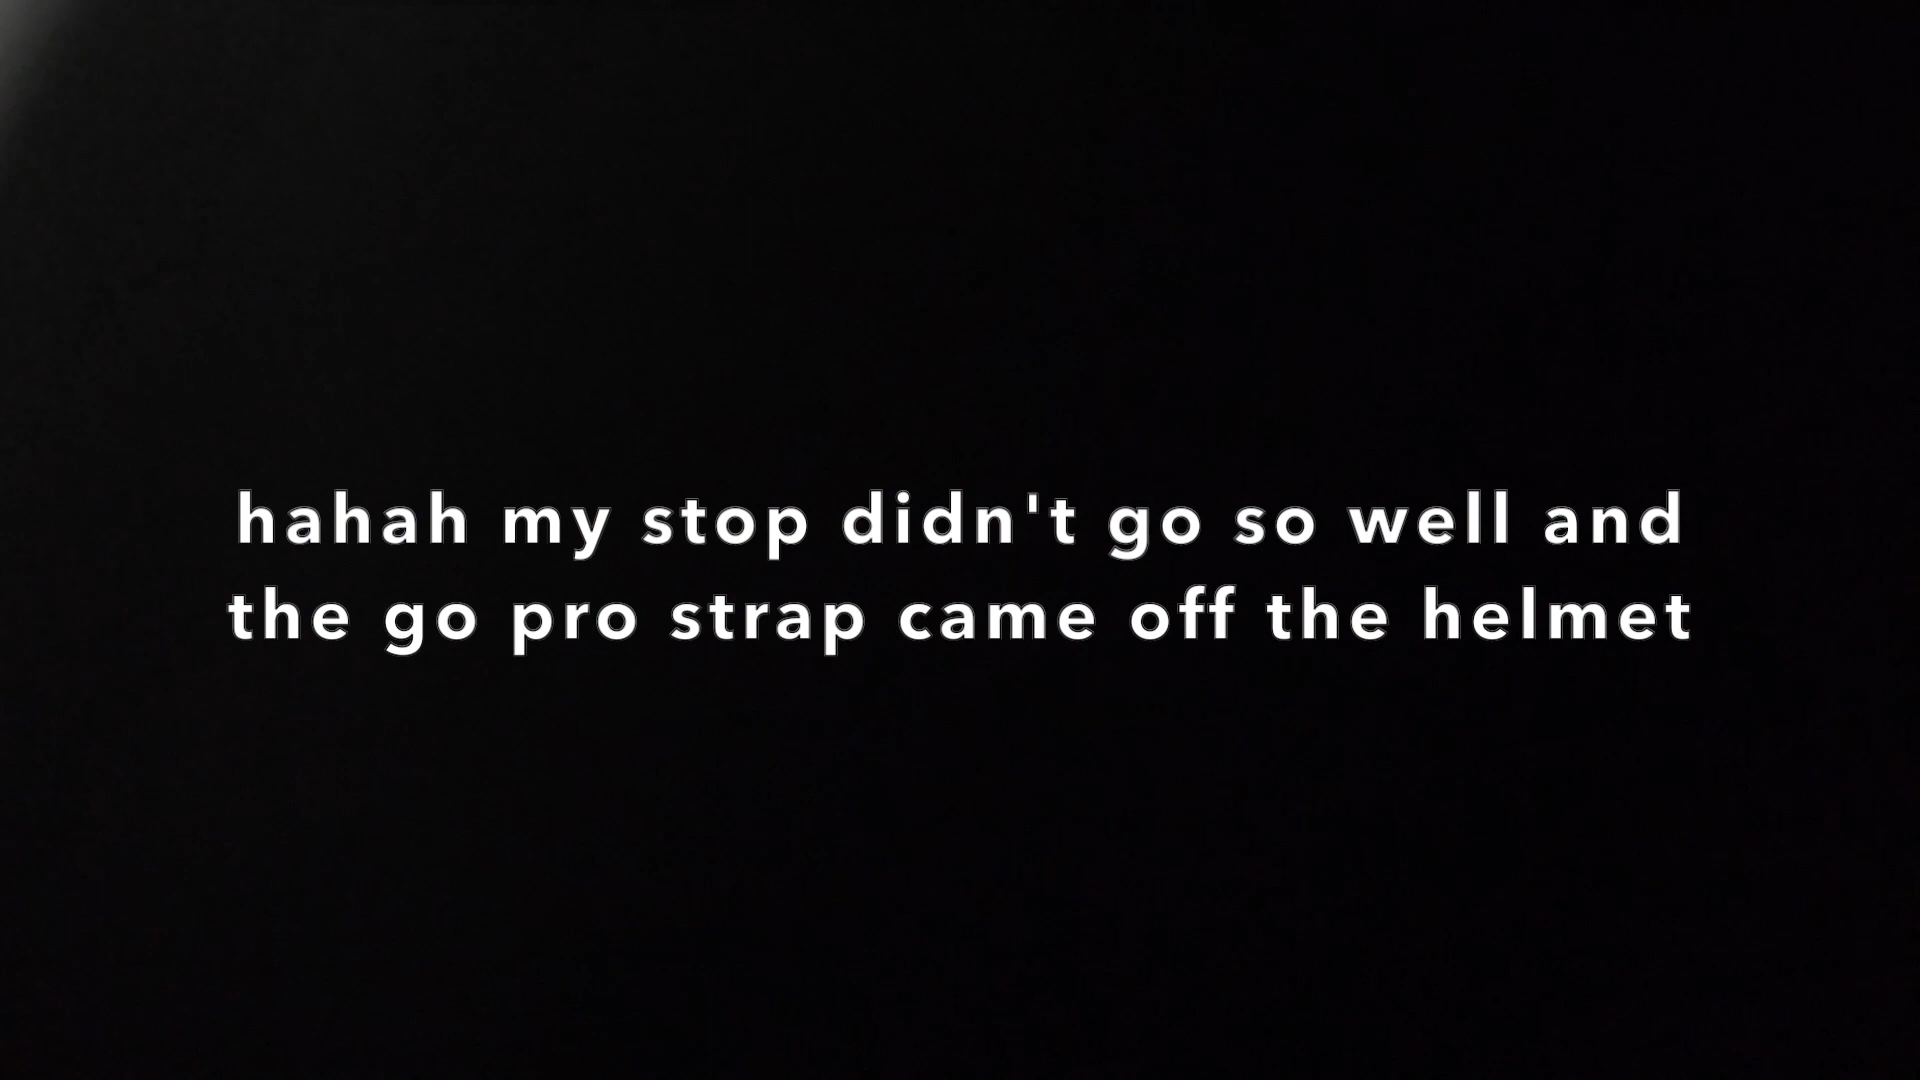 hahah my stop didn't go so well and
the go pro strap came off the helmet